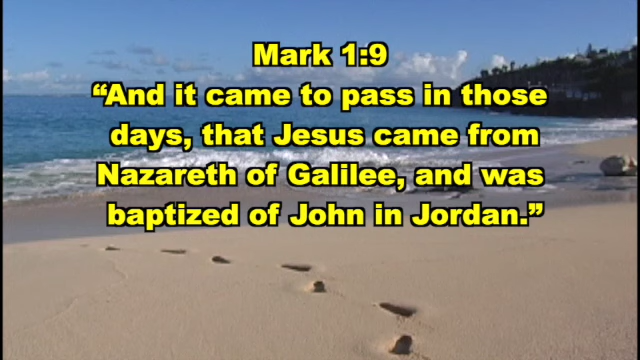 Mark 1:9
“And it came to pass in those
days, that Jesus came from
Nazareth of Galilee, and was
baptized of John in Jordan.”